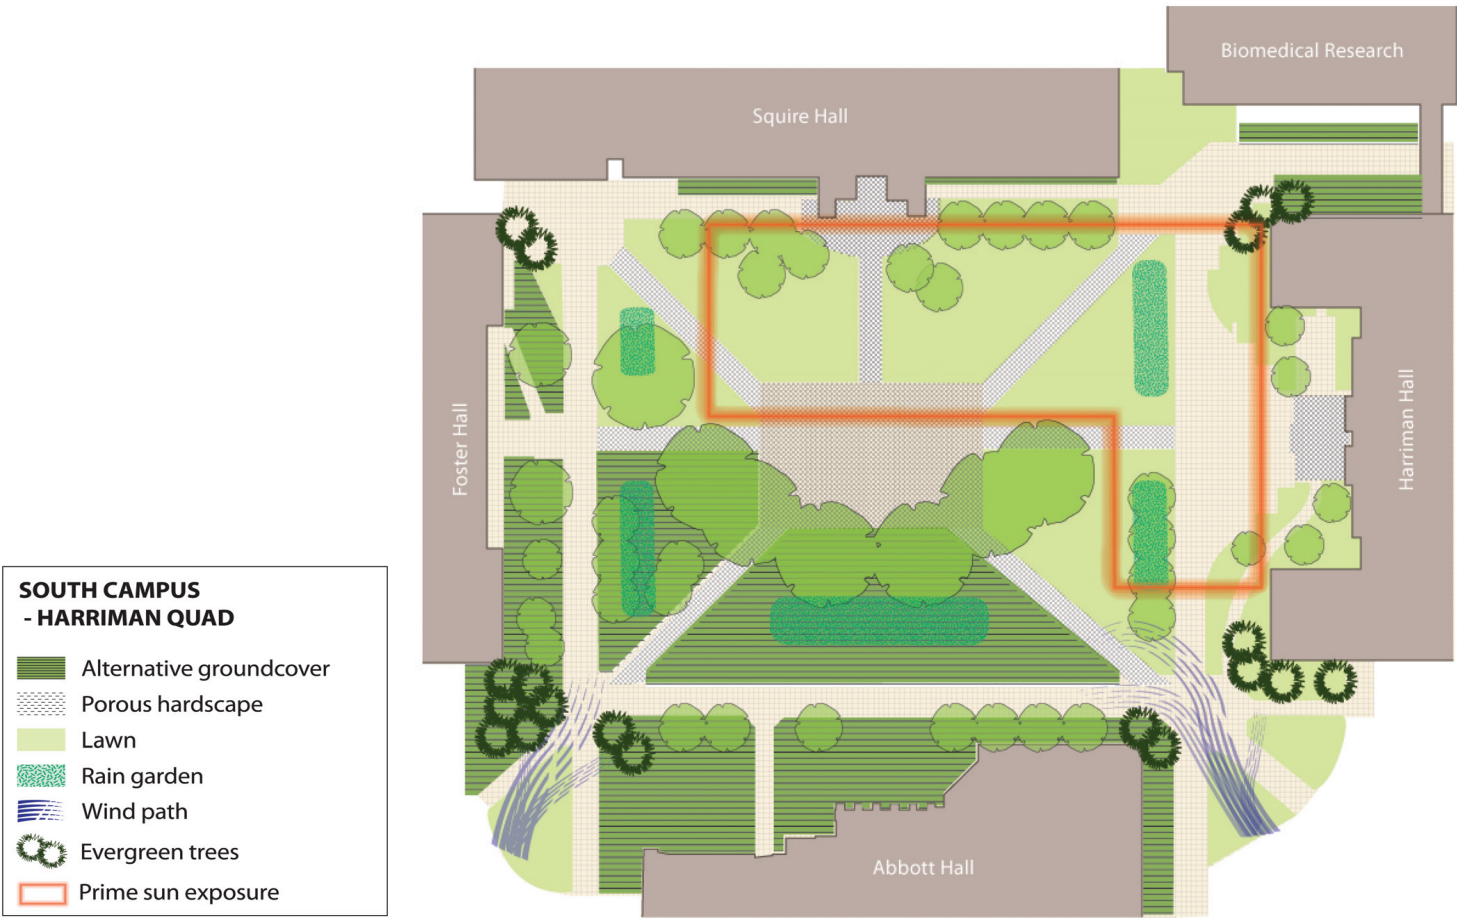 Biomedical Research
Squire Hall
Foster Hall
Harriman Hall
Abbott Hall
SOUTH CAMPUS
- HARRIMAN QUAD
Alternative groundcover
Porous hardscape
Lawn
Rain garden
Wind path
Evergreen trees
Prime sun exposure